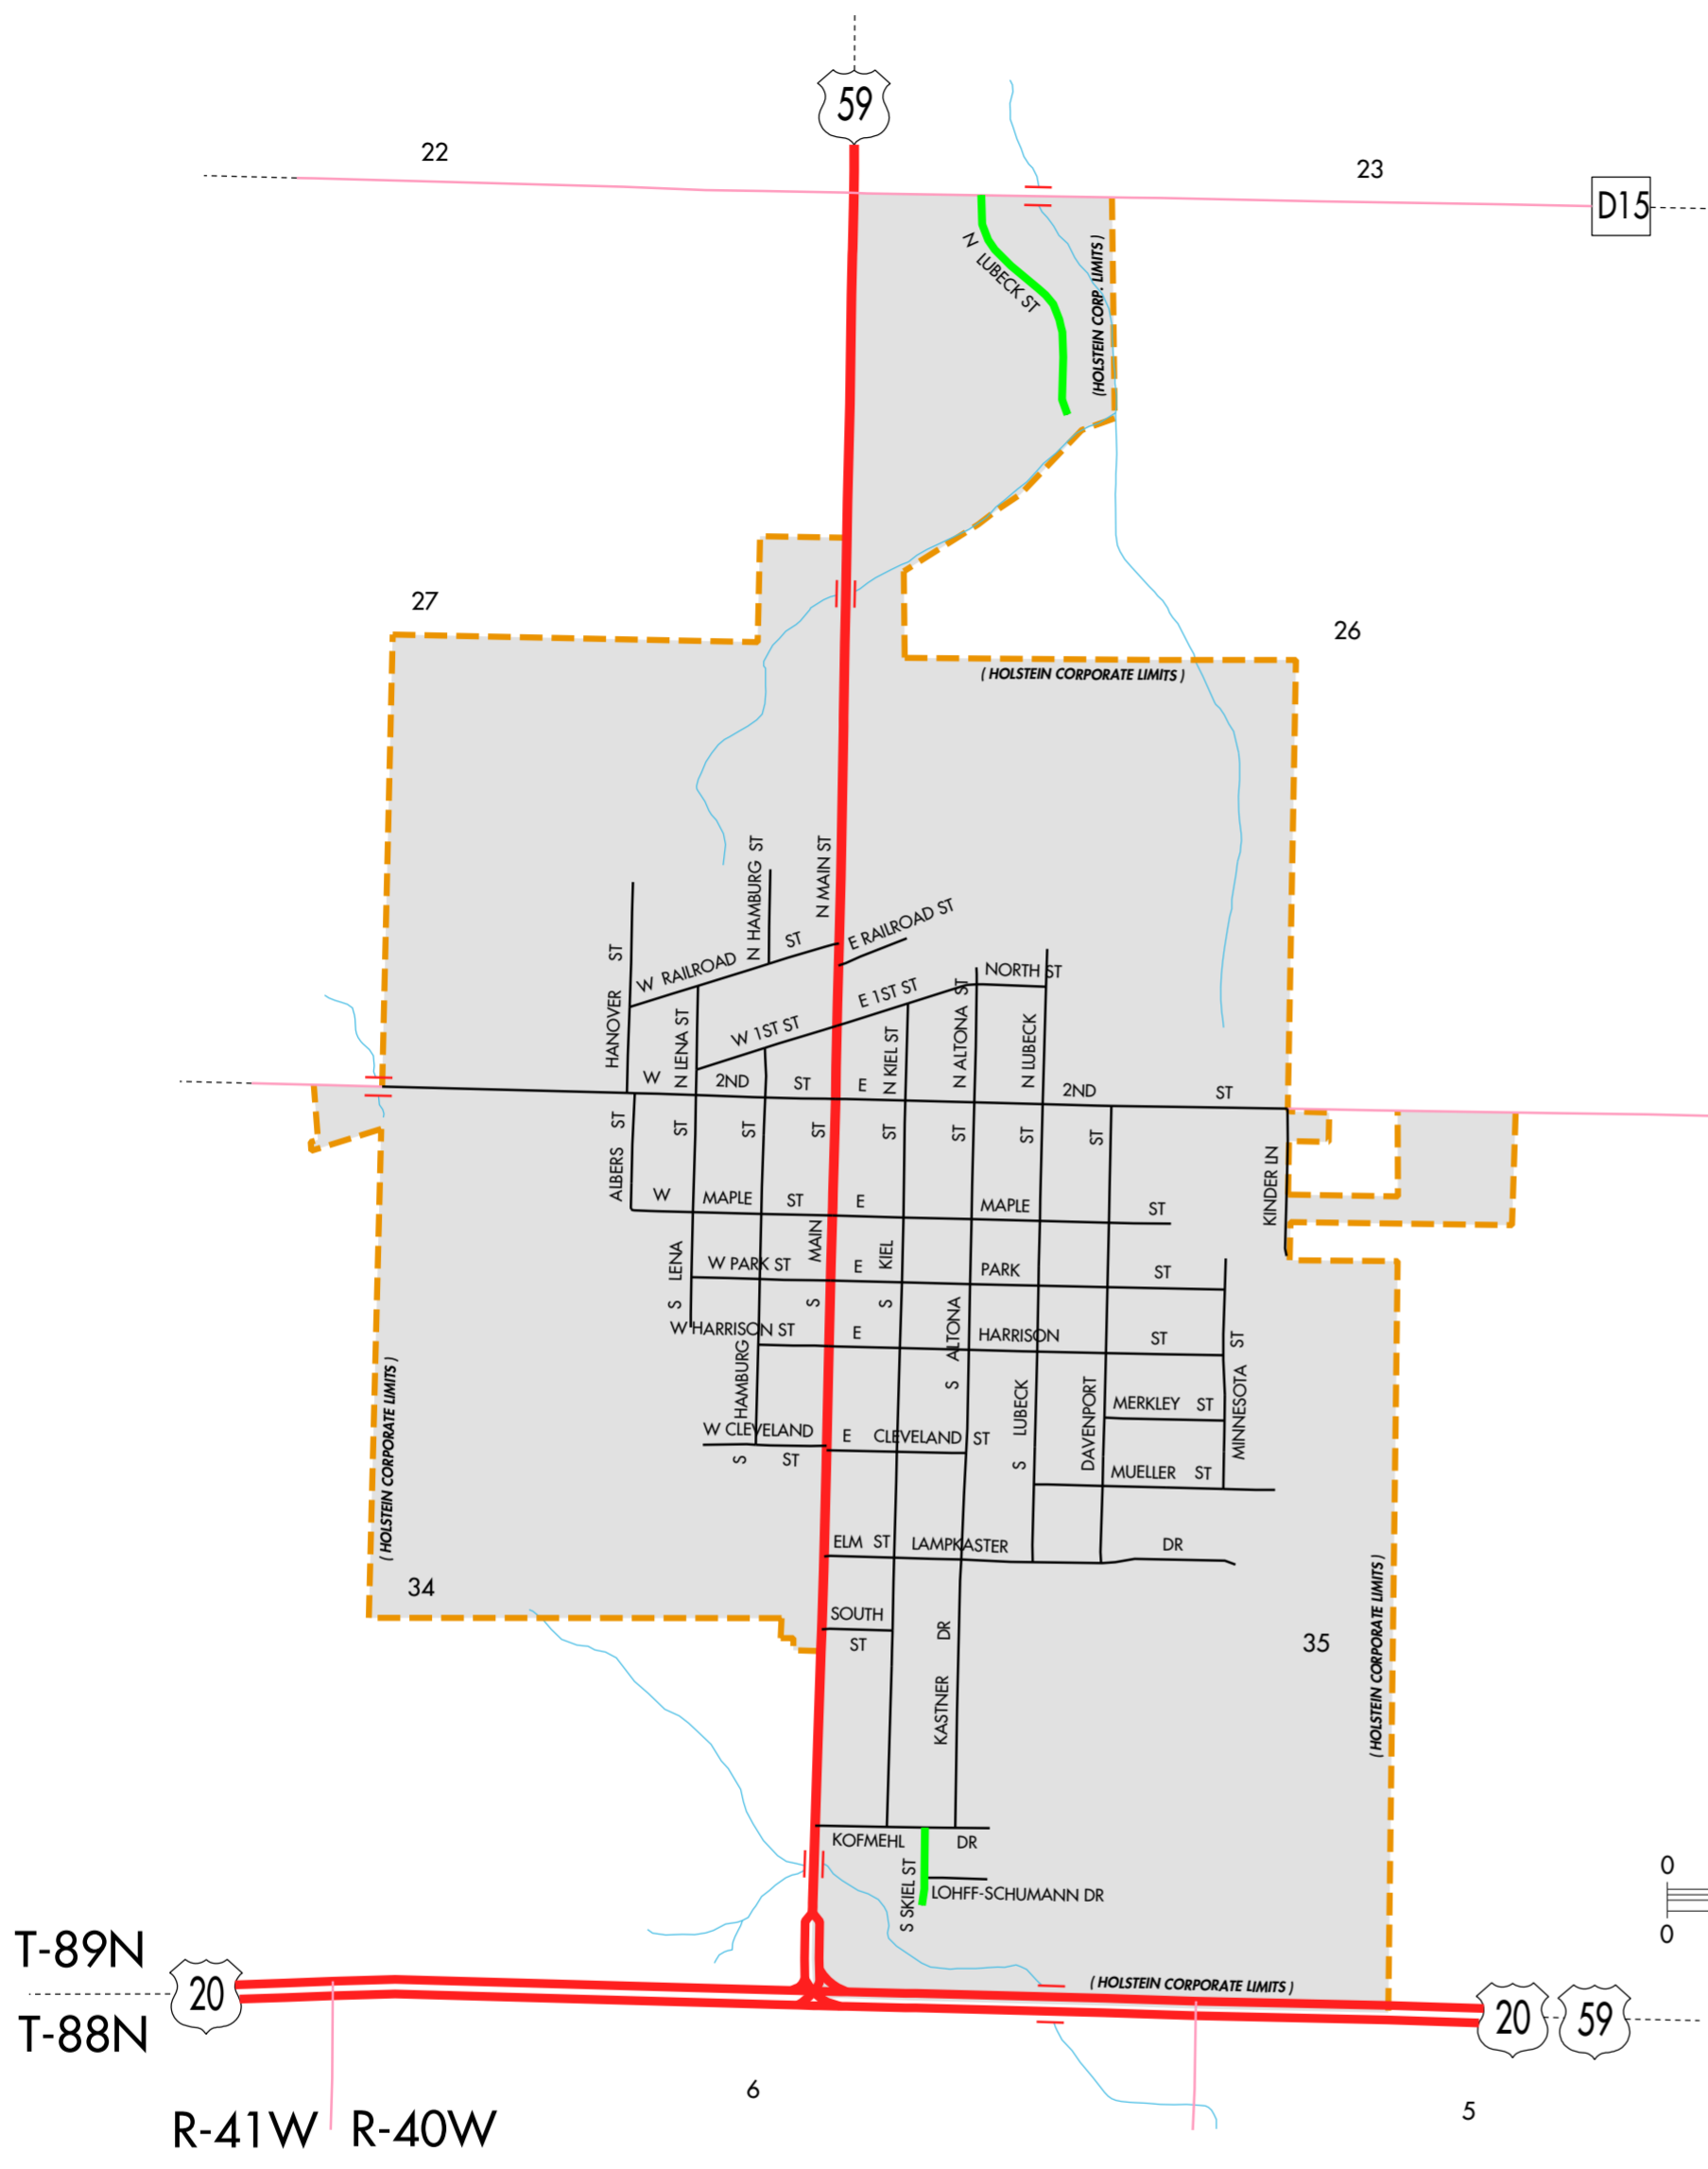 59
22
23
D15
N LUBECK ST
(HOLSTEIN CORP. LIMITS )
27
26
( HOLSTEIN CORPORATE LIMITS )
N HAMBURG ST
N MAIN ST
E RAILROAD ST
W RAILROAD ST
HANOVER ST
NORTH ST
E 1ST ST
W 1ST ST
N LENA ST
N KIEL ST
N ALTONA ST
N LUBECK
W 2ND ST E 2ND ST
ALBERS ST
ST
ST
ST
ST
ST
ST
ST
KINDER LN
W MAPLE ST E MAPLE ST
S LENA
S MAIN
S KIEL
W PARK ST E PARK ST
W HARRISON ST E HARRISON ST
S HAMBURG
S ALTONA
S LUBECK
DAVENPORT
MINNESOTA ST
MERKLEY ST
W CLEVELAND ST
E CLEVELAND ST
MUELLER ST
( HOLSTEIN CORPORATE LIMITS )
ELM ST LAMPKASTER DR
34
SOUTH ST
35
( HOLSTEIN CORPORATE LIMITS )
KASTNER DR
KOFMEHL DR
S SKIEL ST
LOHFF-SCHUMANN DR
0
0
T-89N
20
T-88N
( HOLSTEIN CORPORATE LIMITS )
20
59
6
5
R-41W R-40W